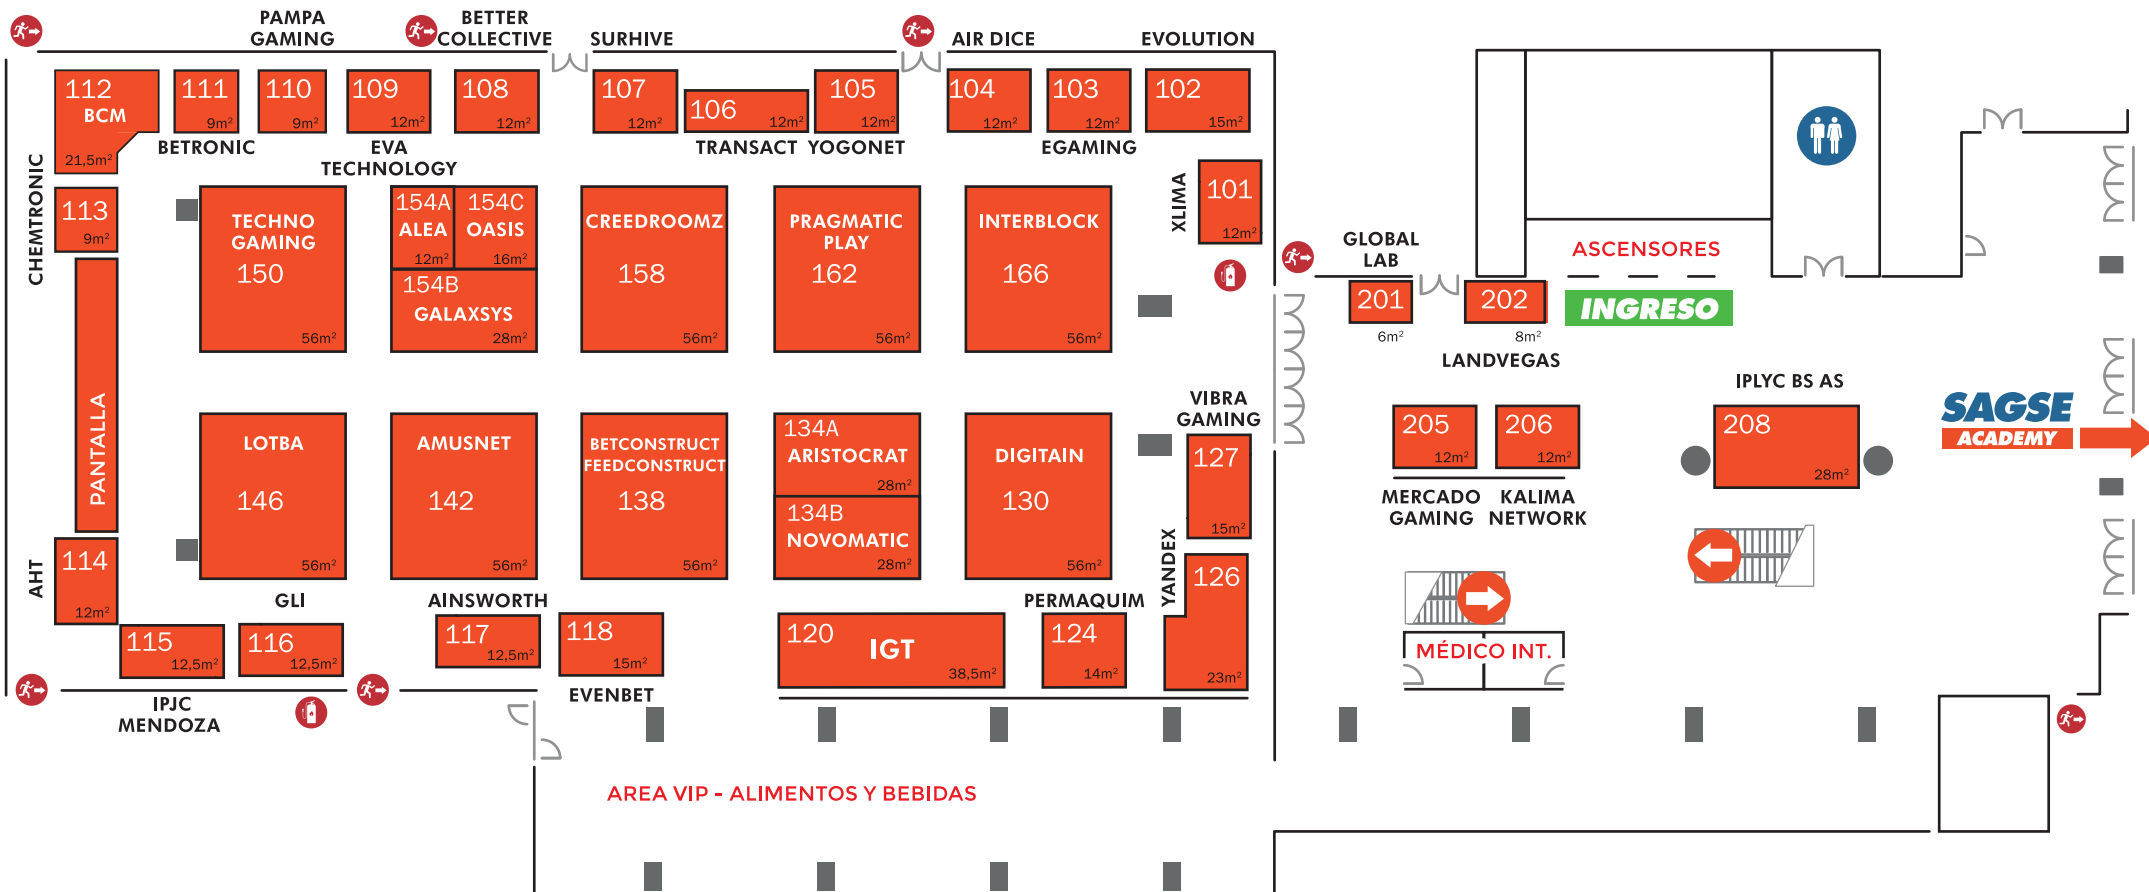 PAMPA
GAMING
BETTER
COLLECTIVE
SURHIVE
AIR DICE
EVOLUTION
112
BCM
21,5m²
111
9m²
110
9m²
109
12m²
108
12m²
107
12m²
106
12m²
105
12m²
104
12m²
103
12m²
102
15m²
BETRONIC
EVA
TECHNOLOGY
TRANSACT
YOGONET
EGAMING
CHEMTRONIC
113
9m²
TECHNO
GAMING
150
56m²
154A
ALEA
12m²
154C
OASIS
16m²
154B
GALAXSYS
28m²
CREEDROOMZ
158
56m²
PRAGMATIC
PLAY
162
56m²
INTERBLOCK
166
56m²
XLIMA
101
12m²
GLOBAL
LAB
201
6m²
202
8m²
LANDVEGAS
ASCENSORES
INGRESO
PANTALLA
LOTBA
146
56m²
AMUSNET
142
56m²
BETCONSTRUCT
FEEDCONSTRUCT
138
56m²
134A
ARISTOCRAT
28m²
134B
NOVOMATIC
28m²
DIGITAIN
130
56m²
VIBRA
GAMING
127
15m²
205
12m²
MERCADO
GAMING
206
12m²
KALIMA
NETWORK
IPLYC BS AS
208
28m²
SAGSE
ACADEMY
AHT
114
12m²
GLI
115
12,5m²
116
12,5m²
IPJC
MENDOZA
AINSWORTH
117
12,5m²
118
15m²
EVENBET
120
IGT
38,5m²
PERMAQUIM
124
14m²
YANDEX
126
23m²
MÉDICO INT.
AREA VIP - ALIMENTOS Y BEBIDAS